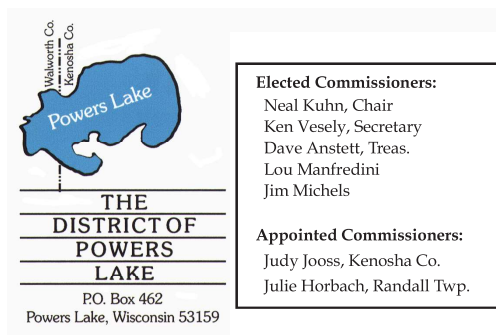 Walworth Co.
Kenosha Co.
Powers Lake
THE
DISTRICT OF
POWERS
LAKE
P.O. Box 462
Powers Lake, Wisconsin 53159
Elected Commissioners:
Neal Kuhn, Chair
Ken Vesely, Secretary
Dave Anstett, Treas.
Lou Manfredini
Jim Michels
Appointed Commissioners:
Judy Jooss, Kenosha Co.
Julie Horbach, Randall Twp.